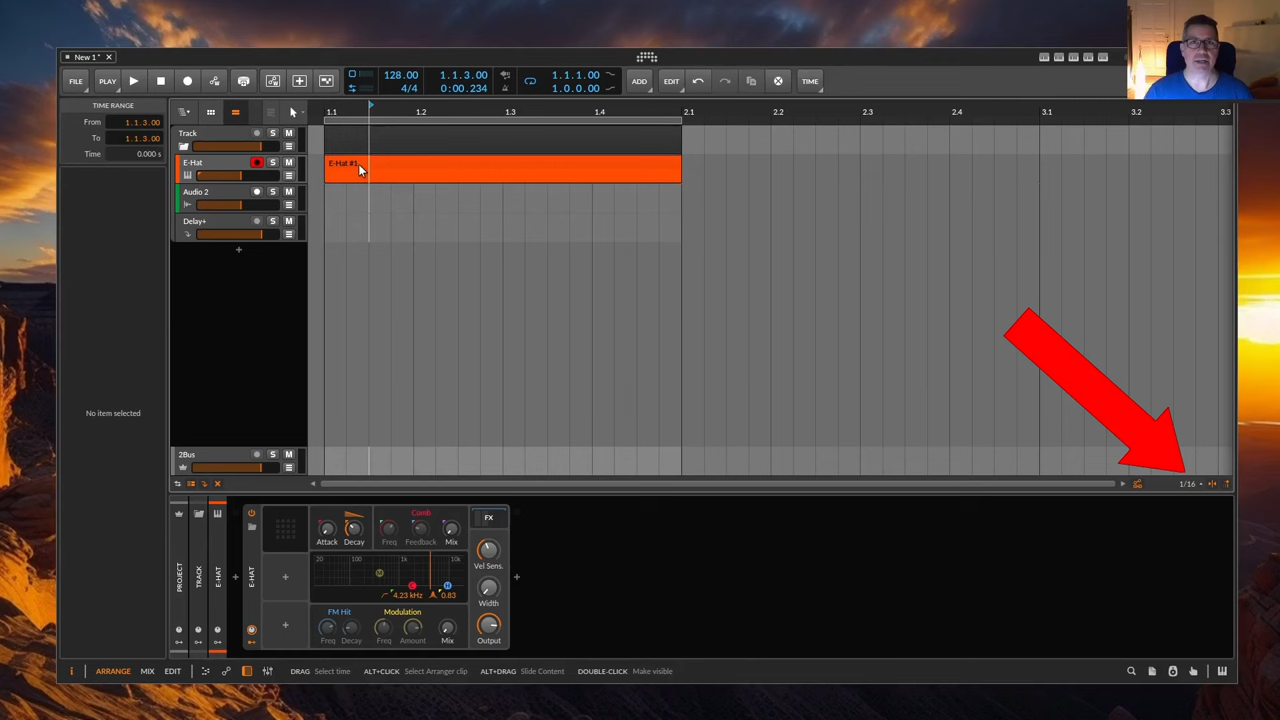 New 1*
FILE PLAY 128.00 4/4 1.1.3.00 0:00.234 1.1.1.00 1.0.0.00 ADD EDIT TIME
TIME RANGE
From 1.1.3.00
To 1.1.3.00
Time 0.000 s
No item selected
1.1 1.2 1.3 1.4 2.1 2.2 2.3 2.4 3.1 3.2 3.3
Track S M
E-Hat S M
E-Hat #1
Audio 2 S M
Delay+ S M
+
2Bus S M
1/16
PROJECT
TRACK
E-HAT
E-HAT
Attack Decay
Comb
Freq Feedback Mix
20 100 1k 10k
M C H
4.23 kHz 0.83
FM Hit
Freq Decay
Modulation
Freq Amount Mix
FX
Vel Sens.
Width
Output
i ARRANGE MIX EDIT
DRAG Select time ALT+CLICK Select Arranger clip ALT+DRAG Slide Content DOUBLE-CLICK Make visible